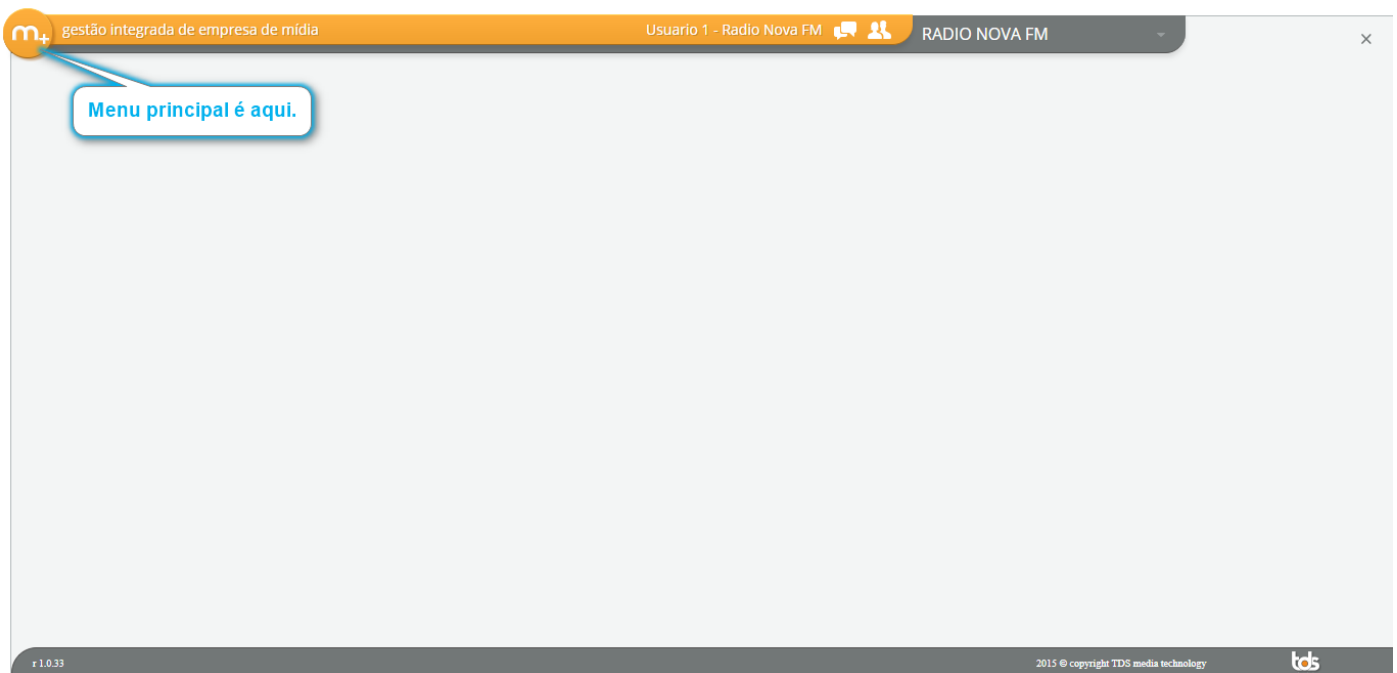 m+ gestão integrada de empresa de mídia Usuario 1 - Radio Nova FM RADIO NOVA FM
Menu principal é aqui.
r 1.0.33 2015 © copyright TDS media technology tds